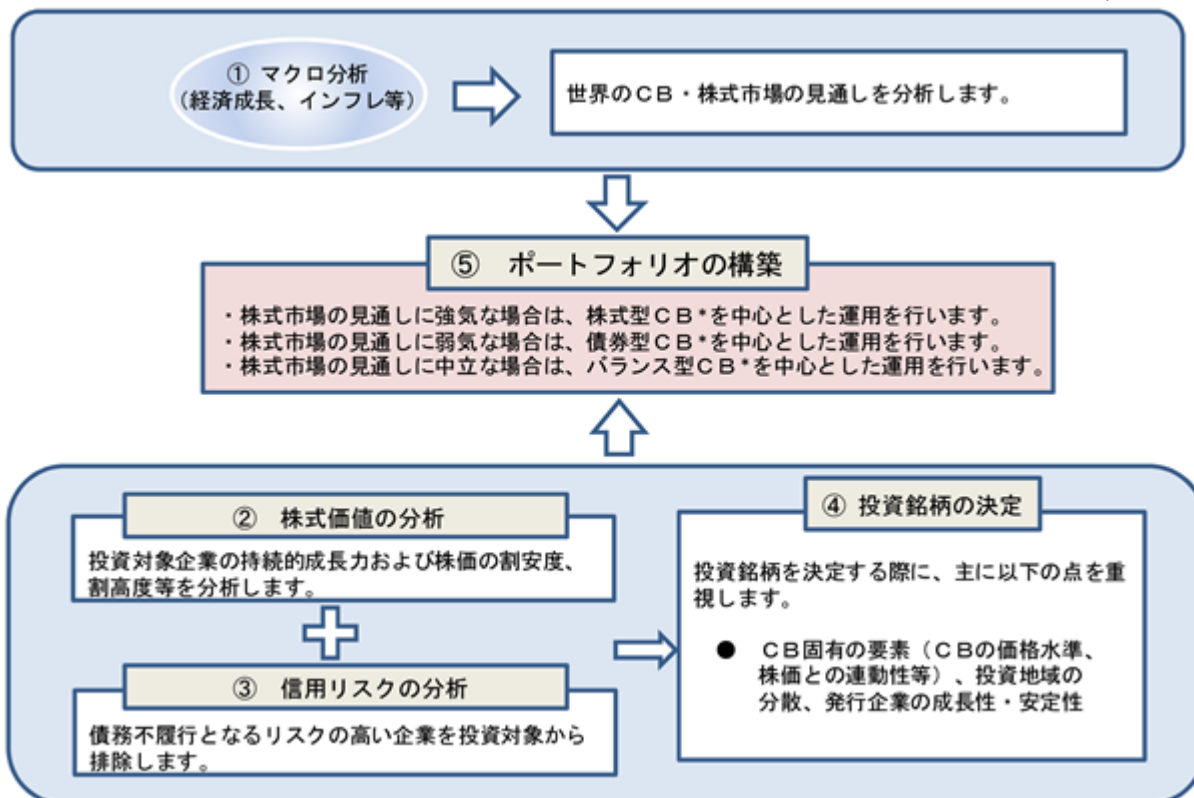 ① マクロ分析
(経済成長、インフレ等)
世界のCB・株式市場の見通しを分析します。
⑤ ポートフォリオの構築
・株式市場の見通しに強気な場合は、株式型CB*を中心とした運用を行います。
・株式市場の見通しに弱気な場合は、債券型CB*を中心とした運用を行います。
・株式市場の見通しに中立な場合は、バランス型CB*を中心とした運用を行います。
② 株式価値の分析
投資対象企業の持続的成長力および株価の割安度、
割高度等を分析します。
③ 信用リスクの分析
債務不履行となるリスクの高い企業を投資対象から
排除します。
④ 投資銘柄の決定
投資銘柄を決定する際に、主に以下の点を重
視します。
● CB固有の要素（CBの価格水準、
株価との連動性等）、投資地域の
分散、発行企業の成長性・安定性